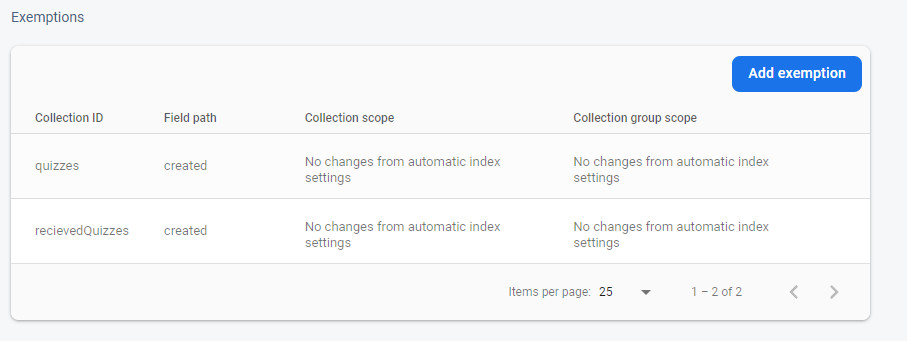 Exemptions
Add exemption
Collection ID Field path Collection scope Collection group scope
quizzes created No changes from automatic index settings No changes from automatic index settings
recievedQuizzes created No changes from automatic index settings No changes from automatic index settings
Items per page: 25 1 – 2 of 2